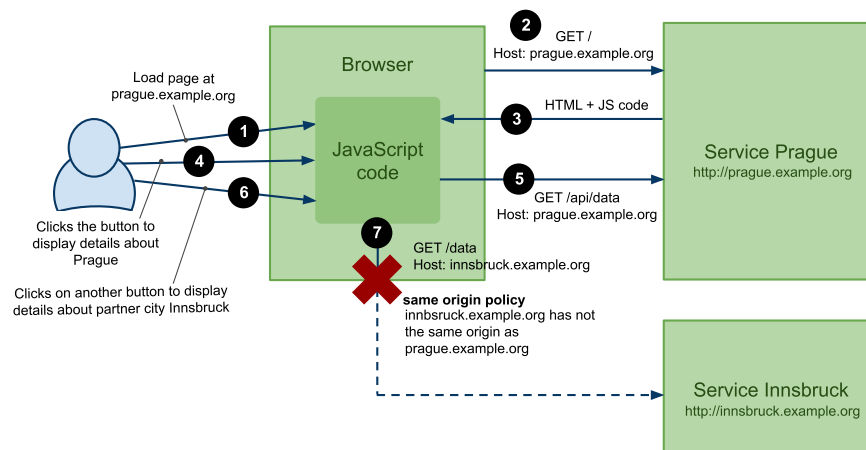 2
GET /
Host: prague.example.org
Browser
Load page at
prague.example.org
1
3
HTML + JS code
JavaScript
code
4
Service Prague
http://prague.example.org
5
6
GET /api/data
Host: prague.example.org
Clicks the button to
display details about
Prague
7
GET /data
Host: innsbruck.example.org
Clicks on another button to display
details about partner city Innsbruck
same origin policy
innbsruck.example.org has not
the same origin as
prague.example.org
Service Innsbruck
http://innsbruck.example.org